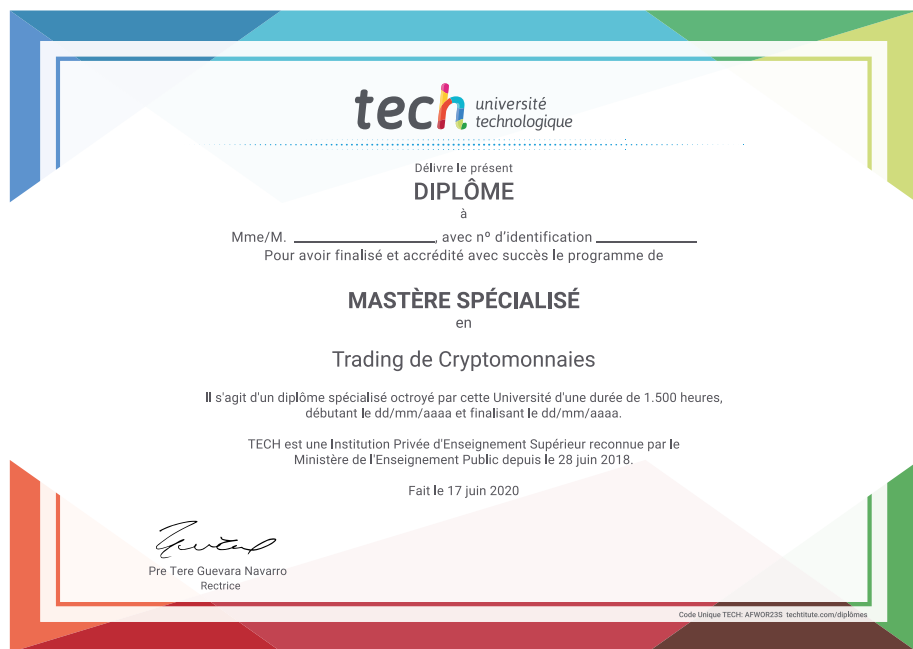 tech université
technologique
Délivre le présent
DIPLÔME
à
Mme/M. ____________, avec nº d'identification ____________
Pour avoir finalisé et accrédité avec succès le programme de
MASTÈRE SPÉCIALISÉ
en
Trading de Cryptomonnaies
Il s'agit d'un diplôme spécialisé octroyé par cette Université d'une durée de 1.500 heures,
débutant le dd/mm/aaaa et finalisant le dd/mm/aaaa.
TECH est une Institution Privée d'Enseignement Supérieur reconnue par le
Ministère de l'Enseignement Public depuis le 28 juin 2018.
Fait le 17 juin 2020
Pre Tere Guevara Navarro
Rectrice
Code Unique TECH: AFWOR23S techtitute.com/diplômes